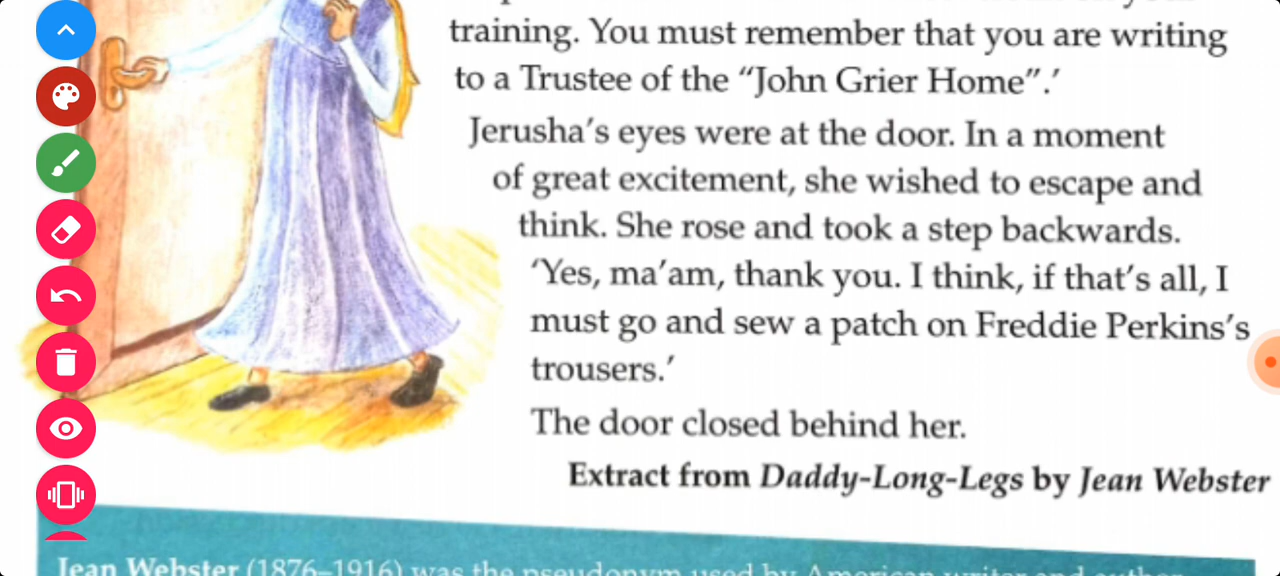 training. You must remember that you are writing
to a Trustee of the “John Grier Home”.’
Jerusha’s eyes were at the door. In a moment
of great excitement, she wished to escape and
think. She rose and took a step backwards.
‘Yes, ma’am, thank you. I think, if that’s all, I
must go and sew a patch on Freddie Perkins’s
trousers.’
The door closed behind her.
Extract from Daddy-Long-Legs by Jean Webster
Jean Webster (1876–1916) was the pseudonym used by American writer and author